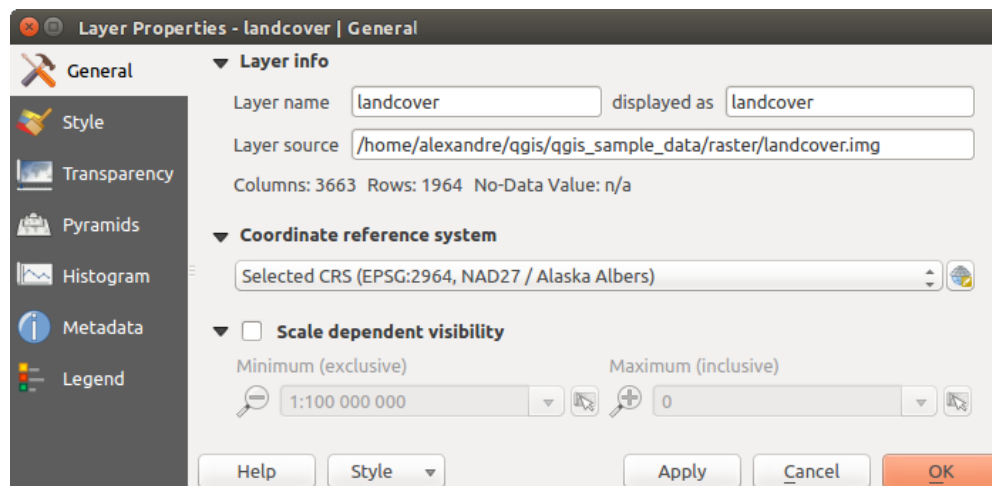 Layer Properties - landcover | General
General
Style
Transparency
Pyramids
Histogram
Metadata
Legend
Layer info
Layer name landcover displayed as landcover
Layer source /home/alexandre/qgis/qgis_sample_data/raster/landcover.img
Columns: 3663 Rows: 1964 No-Data Value: n/a
Coordinate reference system
Selected CRS (EPSG:2964, NAD27 / Alaska Albers)
Scale dependent visibility
Minimum (exclusive) Maximum (inclusive)
1:100 000 000 0
Help Style Apply Cancel OK